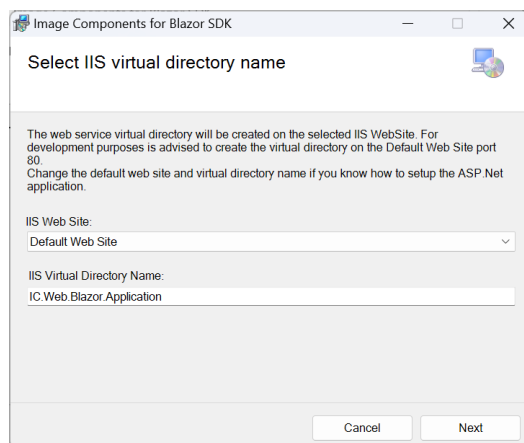 Image Components for Blazor SDK
Select IIS virtual directory name
The web service virtual directory will be created on the selected IIS WebSite. For
development purposes is advised to create the virtual directory on the Default Web Site port
80.
Change the default web site and virtual directory name if you know how to setup the ASP.Net
application.
IIS Web Site:
Default Web Site
IIS Virtual Directory Name:
IC.Web.Blazor.Application
Cancel Next